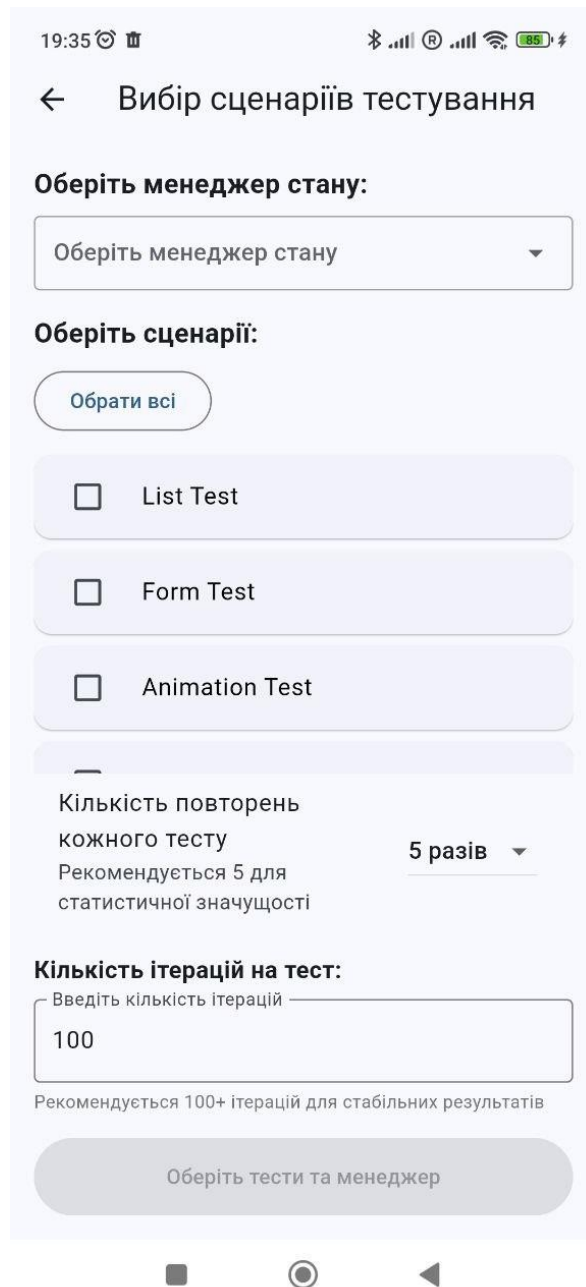 19:35
85
Вибір сценаріїв тестування
Оберіть менеджер стану:
Оберіть менеджер стану
Оберіть сценарії:
Обрати всі
List Test
Form Test
Animation Test
Кількість повторень
кожного тесту
5 разів
Рекомендується 5 для
статистичної значущості
Кількість ітерацій на тест:
Введіть кількість ітерацій
100
Рекомендується 100+ ітерацій для стабільних результатів
Оберіть тести та менеджер